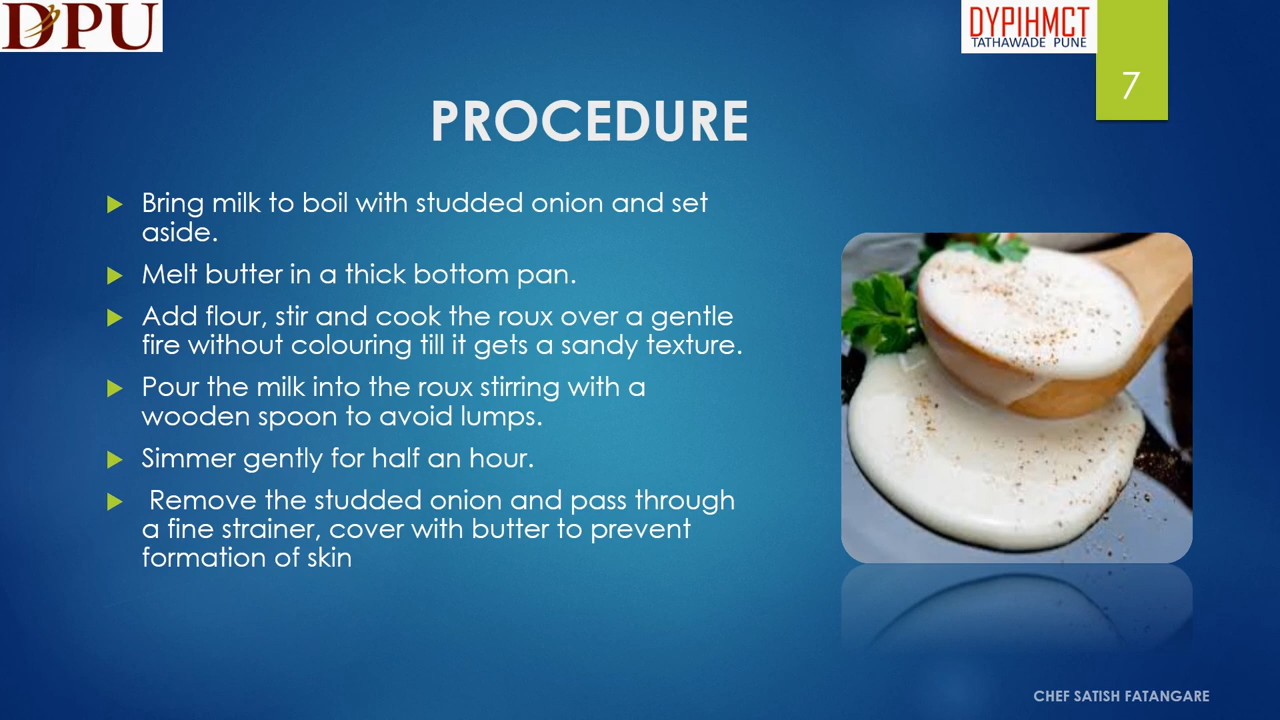 DPU
DYPIHMCT
TATHAWADE PUNE
7
PROCEDURE
Bring milk to boil with studded onion and set
aside.
Melt butter in a thick bottom pan.
Add flour, stir and cook the roux over a gentle
fire without colouring till it gets a sandy texture.
Pour the milk into the roux stirring with a
wooden spoon to avoid lumps.
Simmer gently for half an hour.
Remove the studded onion and pass through
a fine strainer, cover with butter to prevent
formation of skin
CHEF SATISH FATANGARE